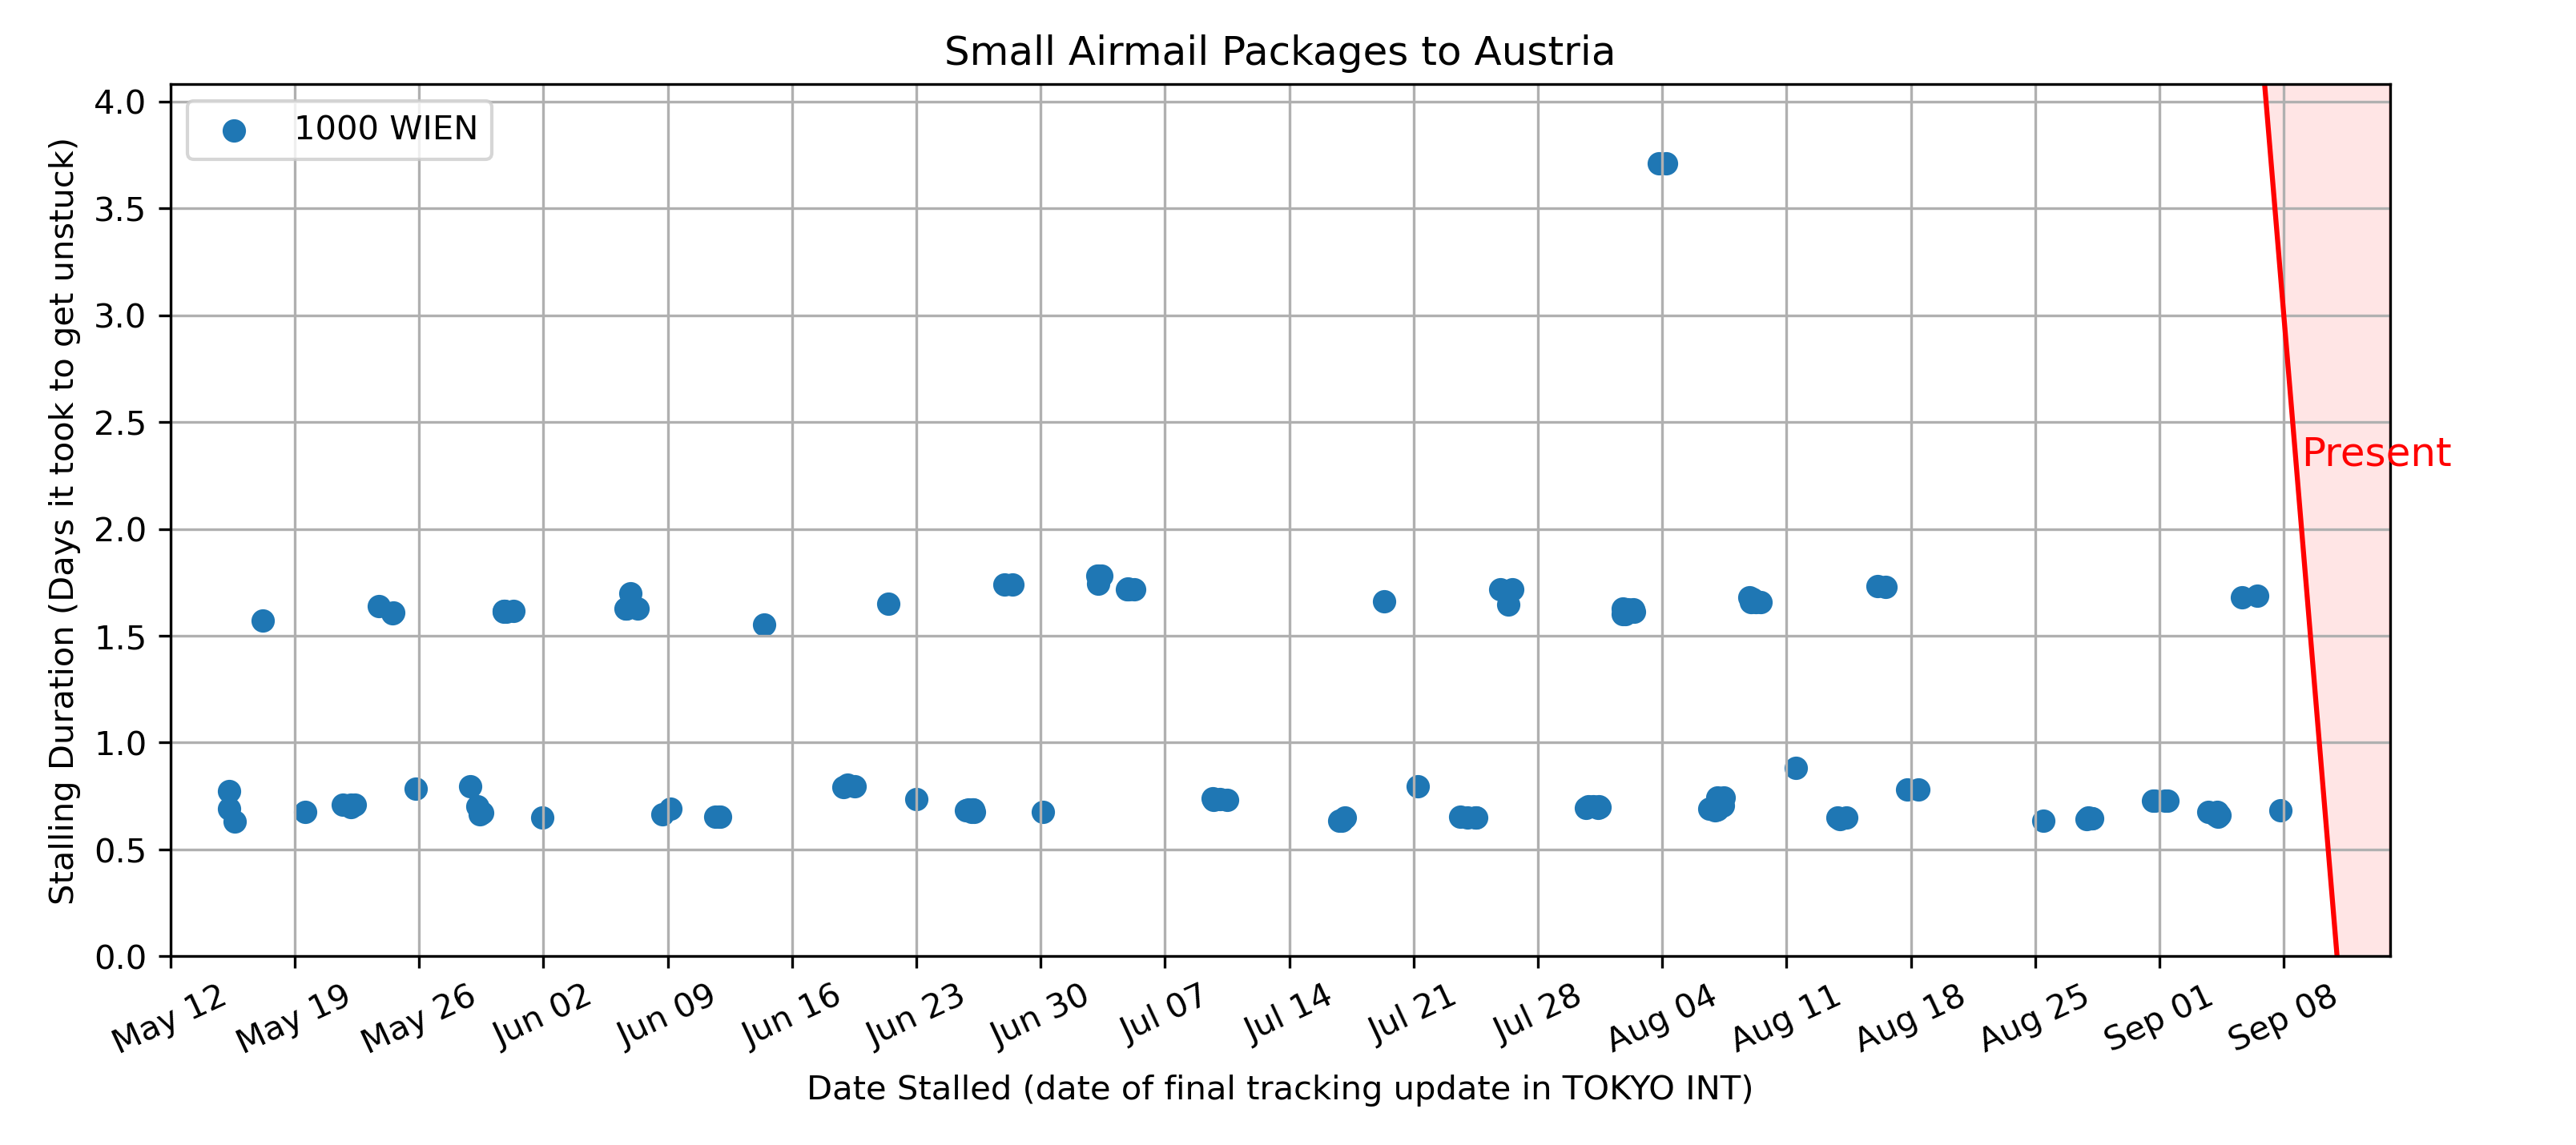 Small Airmail Packages to Austria
1000 WIEN
Stalling Duration (Days it took to get unstuck)
4.0
3.5
3.0
2.5
2.0
1.5
1.0
0.5
0.0
Present
May 12 May 19 May 26 Jun 02 Jun 09 Jun 16 Jun 23 Jun 30 Jul 07 Jul 14 Jul 21 Jul 28 Aug 04 Aug 11 Aug 18 Aug 25 Sep 01 Sep 08
Date Stalled (date of final tracking update in TOKYO INT)